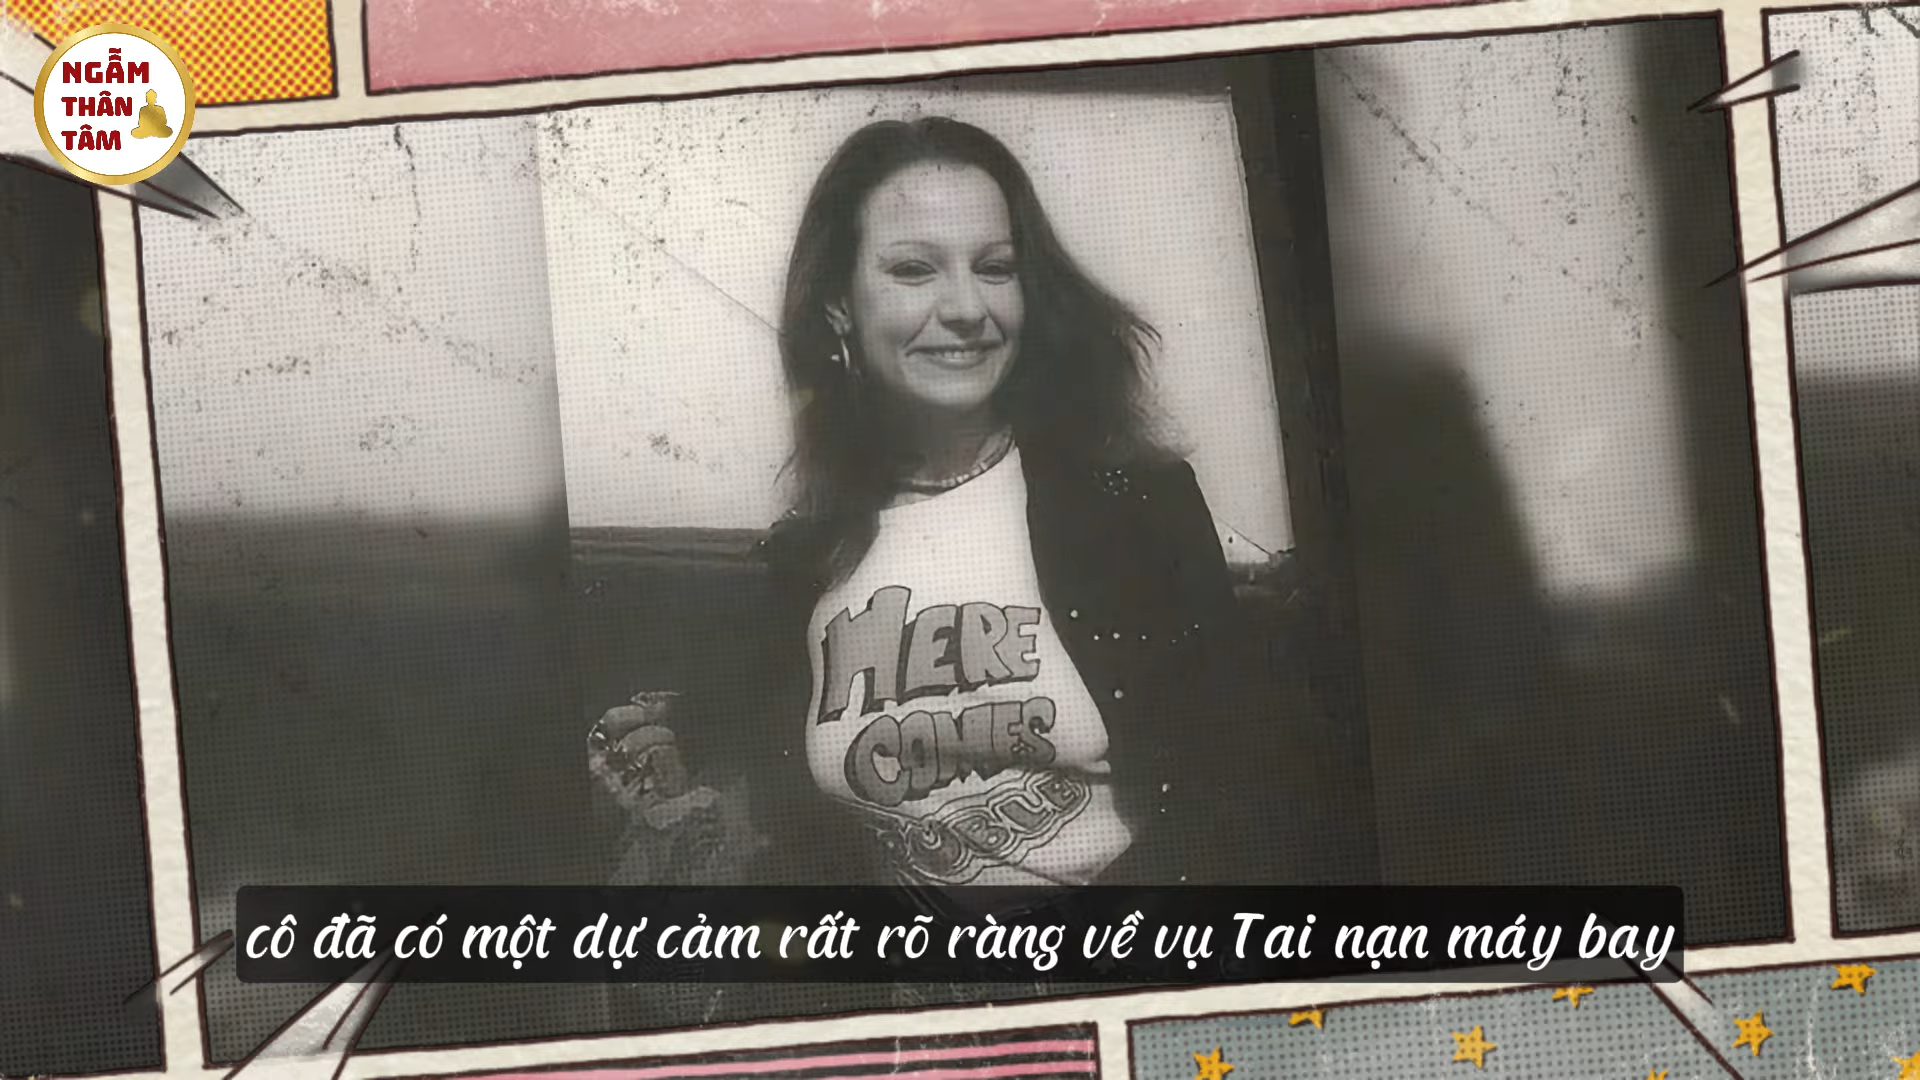 NGẪM
THÂN
TÂM
HERE
COMES
cô đã có một dự cảm rất rõ ràng về vụ Tai nạn máy bay